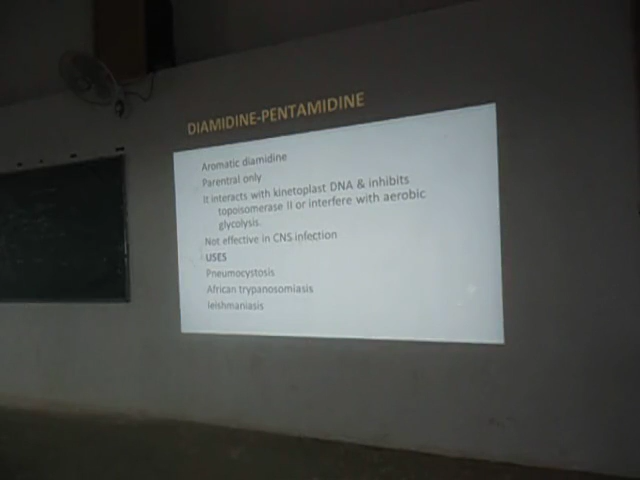 DIAMIDINE-PENTAMIDINE
Aromatic diamidine
Parentral only
It interacts with kinetoplast DNA & inhibits
topoisomerase II or interfere with aerobic
glycolysis.
Not effective in CNS infection
USES
Pneumocystosis
African trypanosomiasis
leishmaniasis